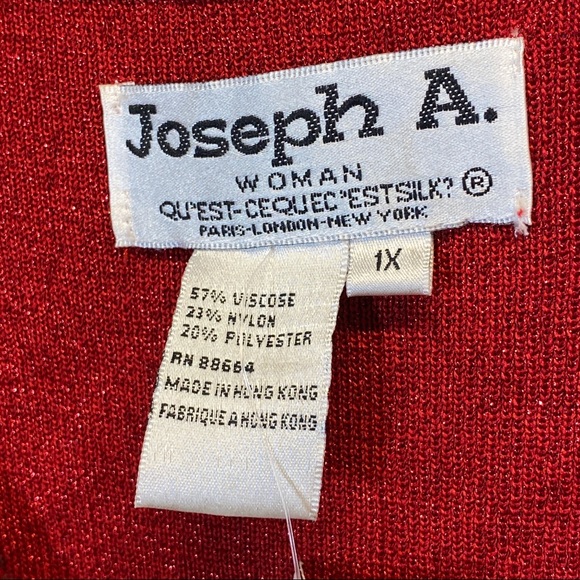 Joseph A.
WOMAN
QU'EST-CEQUEC'ESTSILK? ®
PARIS-LONDON-NEW YORK
1X
57% VISCOSE
23% NYLON
20% POLYESTER
RN 88664
MADE IN HONG KONG
FABRIQUE A HONG KONG